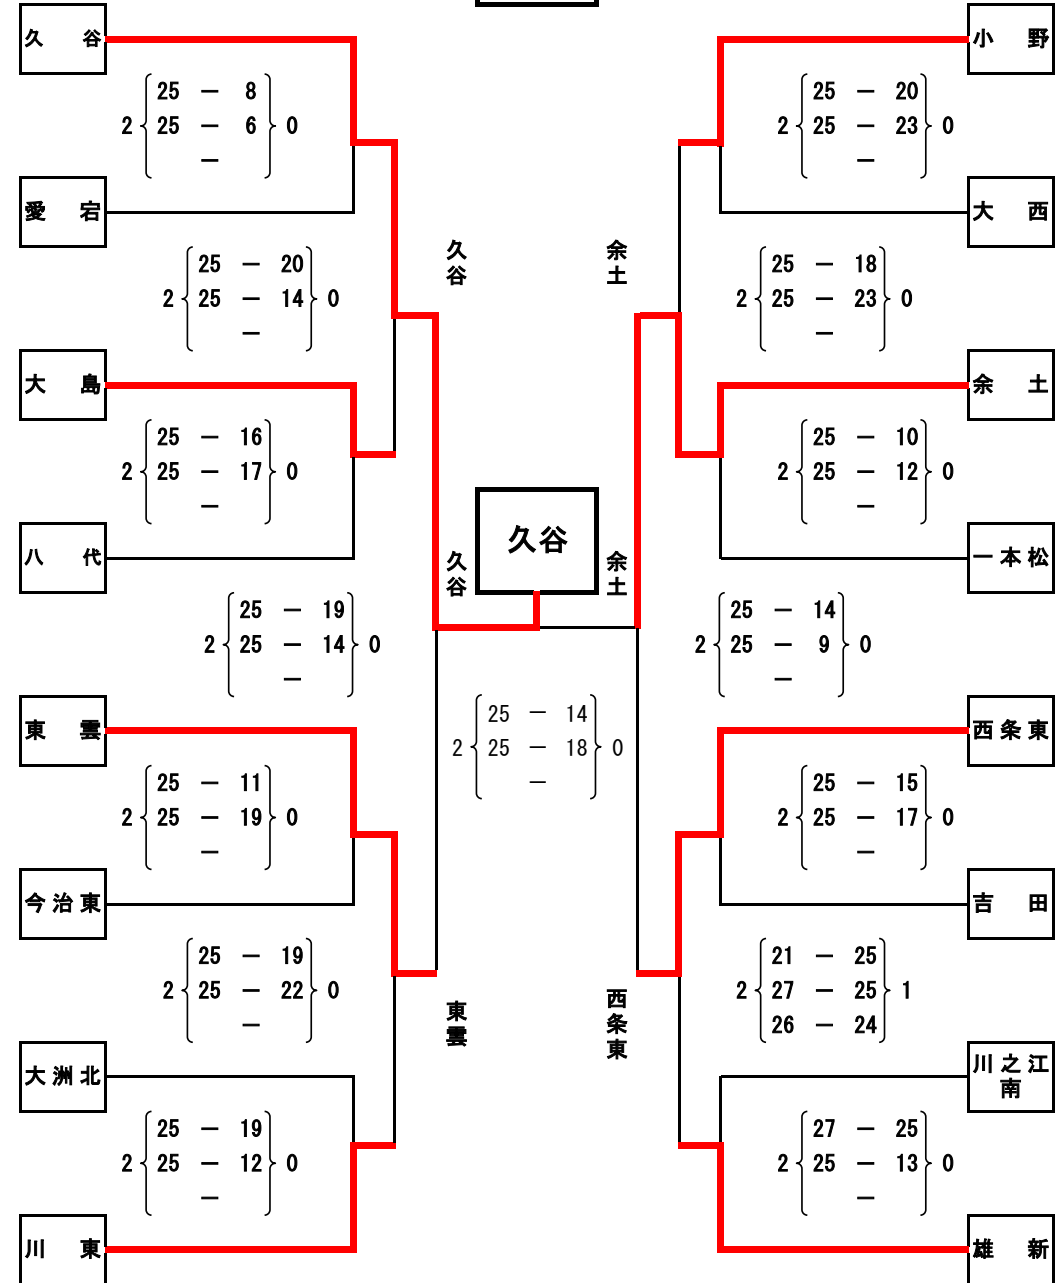 久谷
小野
25 － 8
2 25 － 6 0
－
25 － 20
2 25 － 23 0
－
愛宕
大西
久谷
余土
25 － 20
2 25 － 14 0
－
25 － 18
2 25 － 23 0
－
大島
余土
25 － 16
2 25 － 17 0
－
25 － 10
2 25 － 12 0
－
久谷
八代
久谷
余土
一本松
25 － 19
2 25 － 14 0
－
25 － 14
2 25 － 9 0
－
東雲
西条東
25 － 14
2 25 － 18 0
－
25 － 11
2 25 － 19 0
－
25 － 15
2 25 － 17 0
－
今治東
吉田
25 － 19
2 25 － 22 0
－
21 － 25
2 27 － 25 1
26 － 24
東雲
西条東
大洲北
川之江
南
25 － 19
2 25 － 12 0
－
27 － 25
2 25 － 13 0
－
川東
雄新